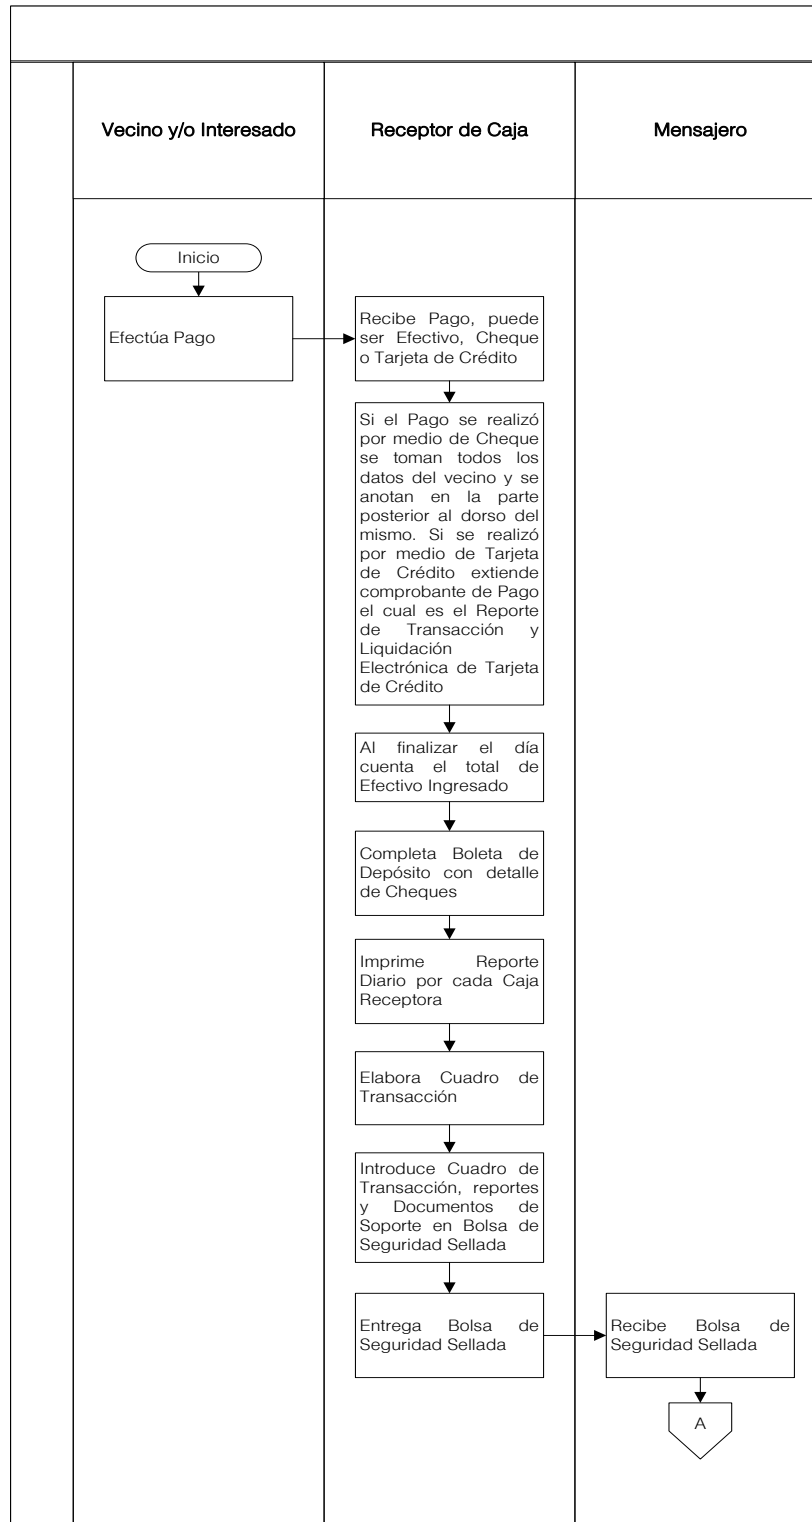 Vecino y/o Interesado
Receptor de Caja
Mensajero
Inicio
Efectúa Pago
Recibe Pago, puede
ser Efectivo, Cheque
o Tarjeta de Crédito
Si el Pago se realizó
por medio de Cheque
se toman todos los
datos del vecino y se
anotan en la parte
posterior al dorso del
mismo. Si se realizó
por medio de Tarjeta
de Crédito extiende
comprobante de Pago
el cual es el Reporte
de Transacción y
Liquidación
Electrónica de Tarjeta
de Crédito
Al finalizar el día
cuenta el total de
Efectivo Ingresado
Completa Boleta de
Depósito con detalle
de Cheques
Imprime Reporte
Diario por cada Caja
Receptora
Elabora Cuadro de
Transacción
Introduce Cuadro de
Transacción, reportes
y Documentos de
Soporte en Bolsa de
Seguridad Sellada
Entrega Bolsa de
Seguridad Sellada
Recibe Bolsa de
Seguridad Sellada
A